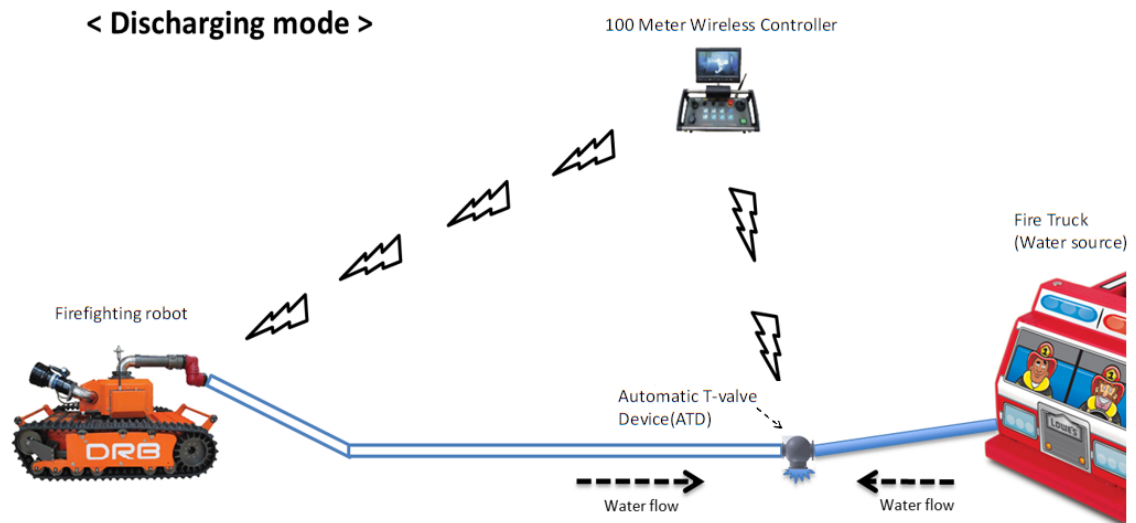 < Discharging mode >
100 Meter Wireless Controller
Fire Truck
(Water source)
Firefighting robot
Automatic T-valve
Device(ATD)
DRB
LOWE'S
Water flow
Water flow